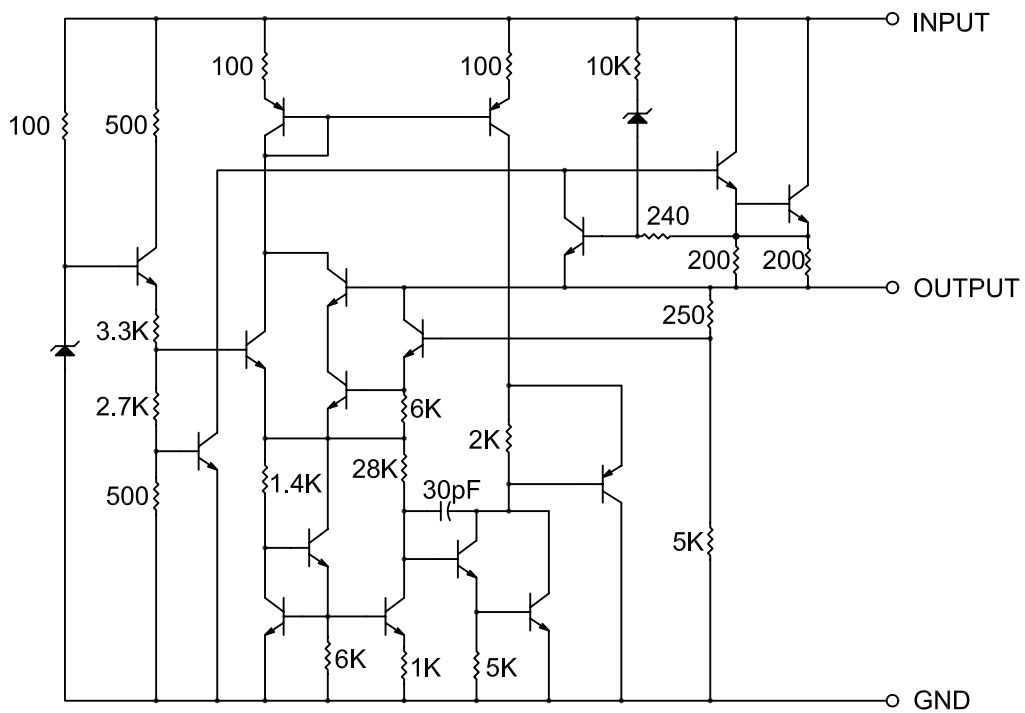 INPUT
100
100
10K
100
500
240
200
200
OUTPUT
250
3.3K
2.7K
6K
2K
500
1.4K
28K
30pF
5K
6K
1K
5K
GND